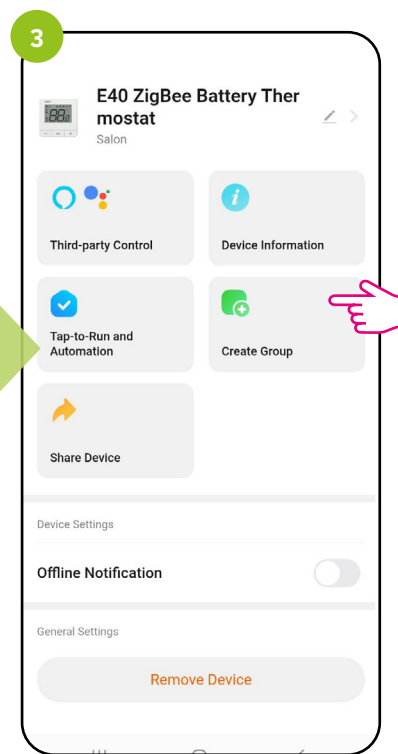 3
E40 ZigBee Battery Ther
mostat
Salon
Third-party Control
Device Information
Tap-to-Run and
Automation
Create Group
Share Device
Device Settings
Offline Notification
General Settings
Remove Device